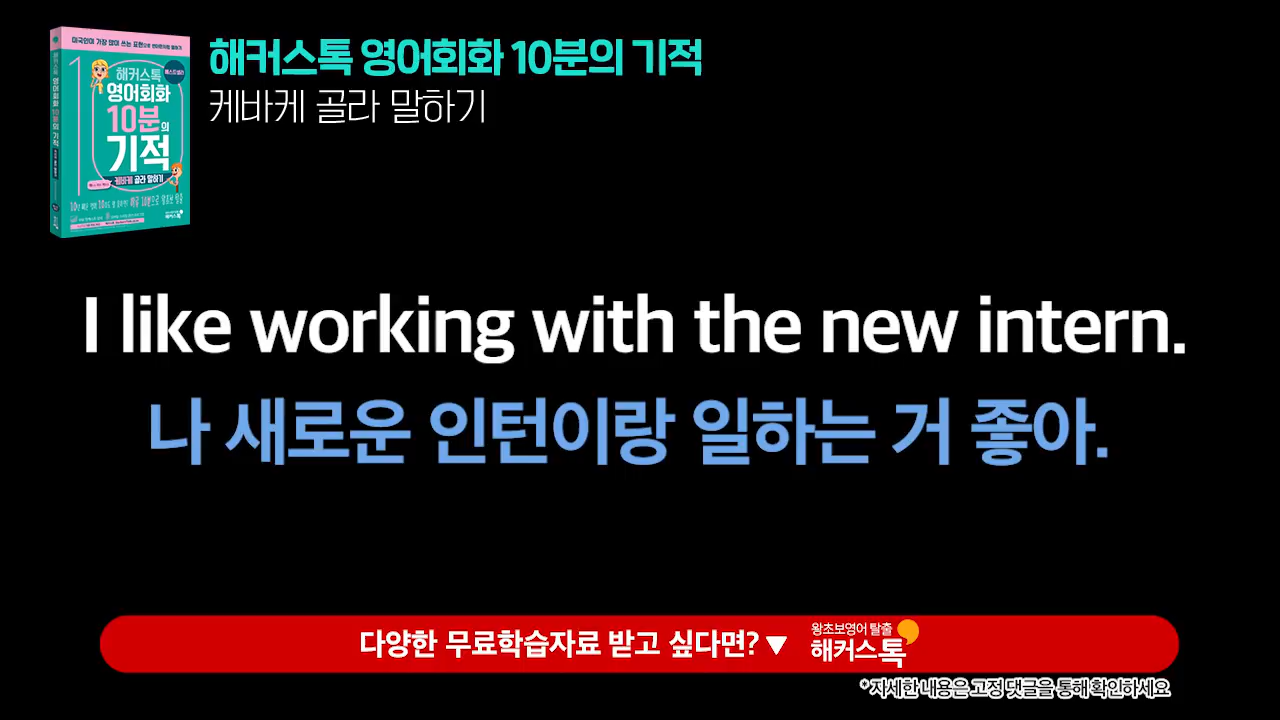 해커스톡 영어회화 10분의 기적
케바케 골라 말하기
해커스톡
영어회화
10분의
기적
케바케 골라 말하기
I like working with the new intern.
나 새로운 인턴이랑 일하는 거 좋아.
다양한 무료학습자료 받고 싶다면?▼
왕초보영어 탈출
해커스톡
*자세한 내용은 고정 댓글을 통해 확인하세요